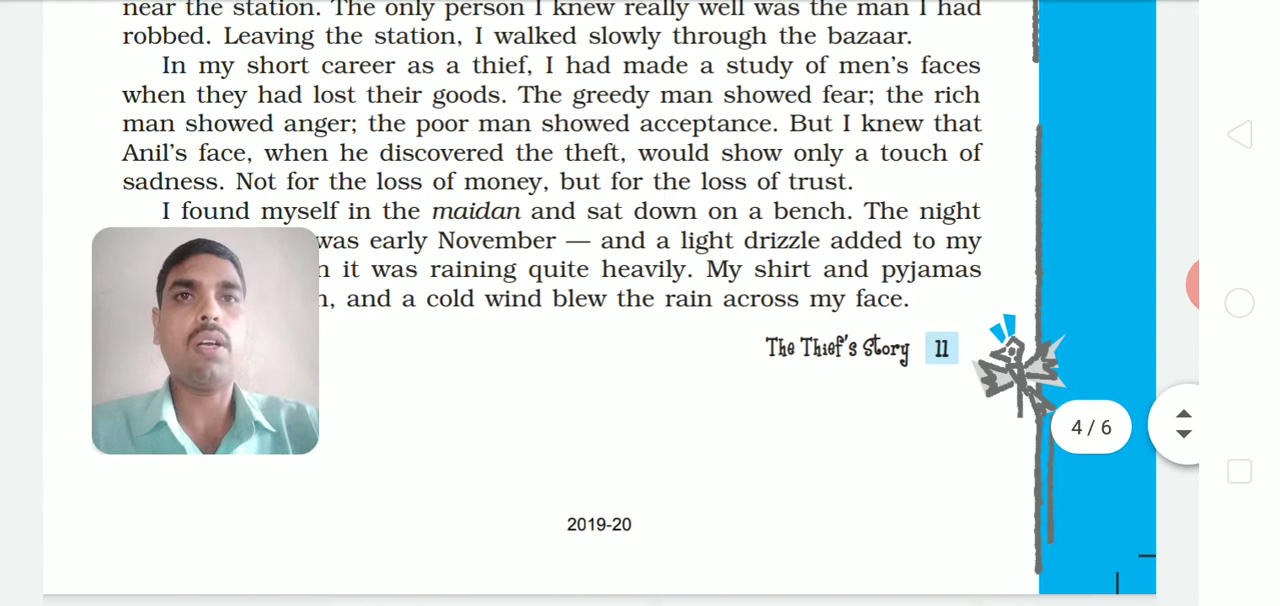 near the station. The only person I knew really well was the man I had
robbed. Leaving the station, I walked slowly through the bazaar.
In my short career as a thief, I had made a study of men's faces
when they had lost their goods. The greedy man showed fear; the rich
man showed anger; the poor man showed acceptance. But I knew that
Anil's face, when he discovered the theft, would show only a touch of
sadness. Not for the loss of money, but for the loss of trust.
I found myself in the maidan and sat down on a bench. The night
was early November — and a light drizzle added to my
it was raining quite heavily. My shirt and pyjamas
, and a cold wind blew the rain across my face.
The Thief's Story 11
4 / 6
2019-20